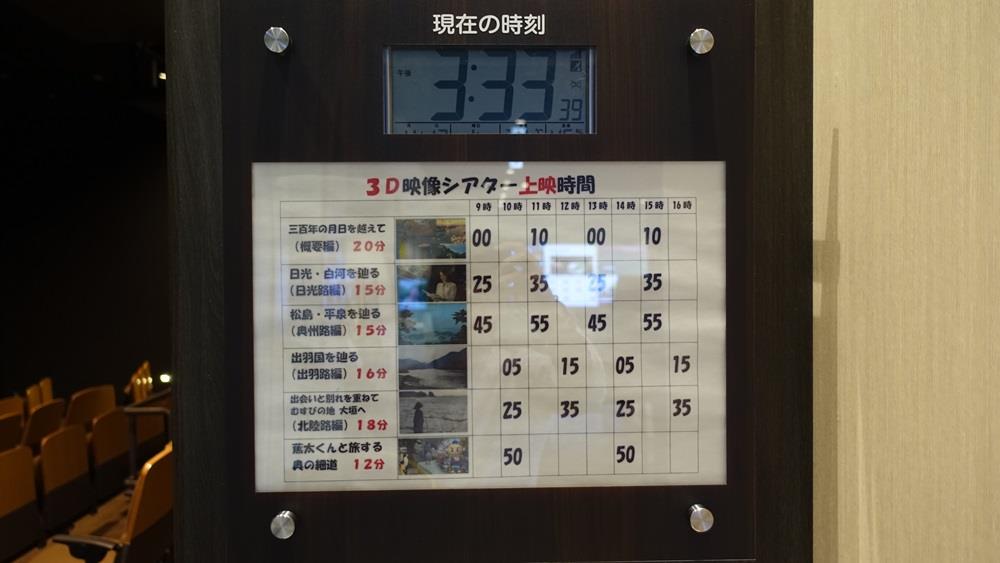 現在の時刻
午後 3:33 39
3D映像シアター上映時間
9時 10時 11時 12時 13時 14時 15時 16時
三百年の月日を越えて
(概要編) 20分 00 10 00 10
日光・白河を辿る
(日光路編) 15分 25 35 25 35
松島・平泉を辿る
(奥州路編) 15分 45 55 45 55
出羽国を辿る
(出羽路編) 16分 05 15 05 15
出会いと別れを重ねて
むすびの地 大垣へ
(北陸路編) 18分 25 35 25 35
蕉太くんと旅する
奥の細道 12分 50 50